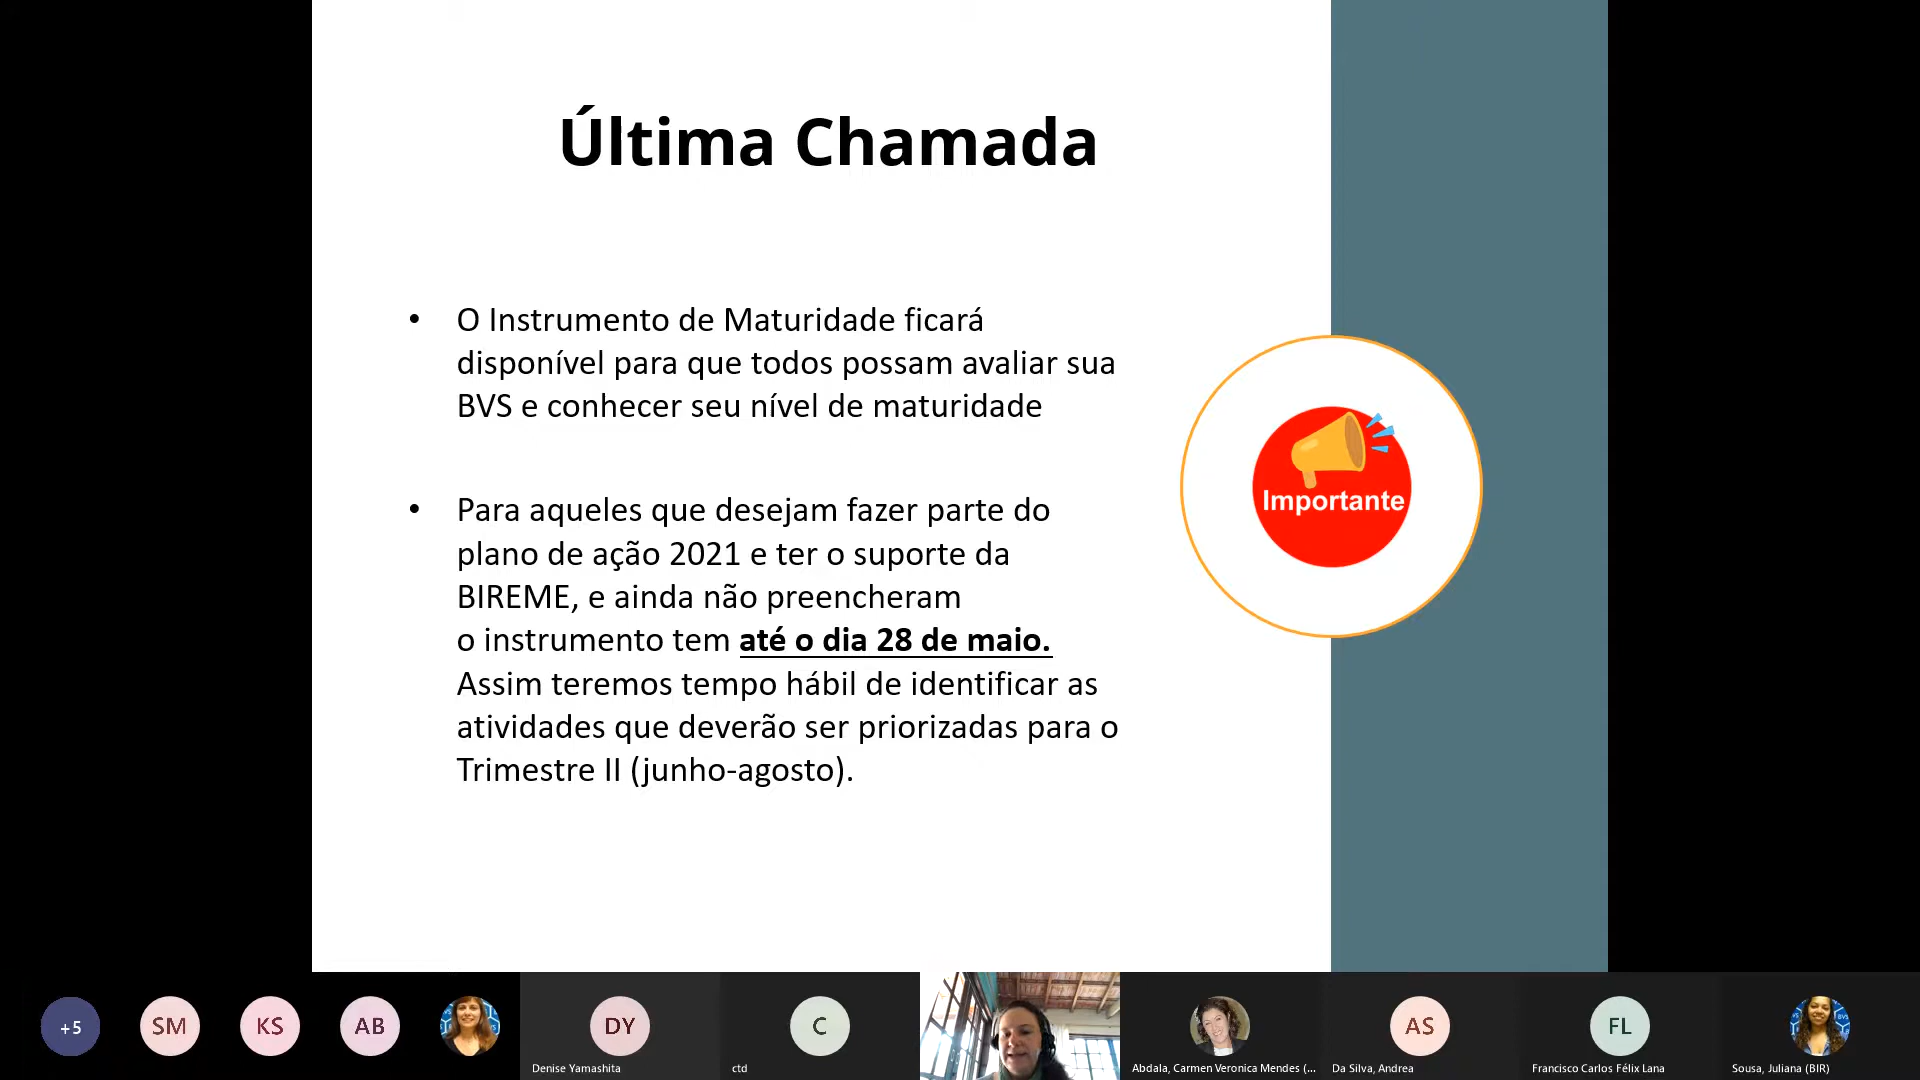 Última Chamada
• O Instrumento de Maturidade ficará
disponível para que todos possam avaliar sua
BVS e conhecer seu nível de maturidade
• Para aqueles que desejam fazer parte do
plano de ação 2021 e ter o suporte da
BIREME, e ainda não preencheram
o instrumento tem até o dia 28 de maio.
Assim teremos tempo hábil de identificar as
atividades que deverão ser priorizadas para o
Trimestre II (junho-agosto).
Importante
+5
SM
KS
AB
DY
Denise Yamashita
C
ctd
Abdala, Carmen Veronica Mendes (...
AS
Da Silva, Andrea
FL
Francisco Carlos Félix Lana
Sousa, Juliana (BIR)